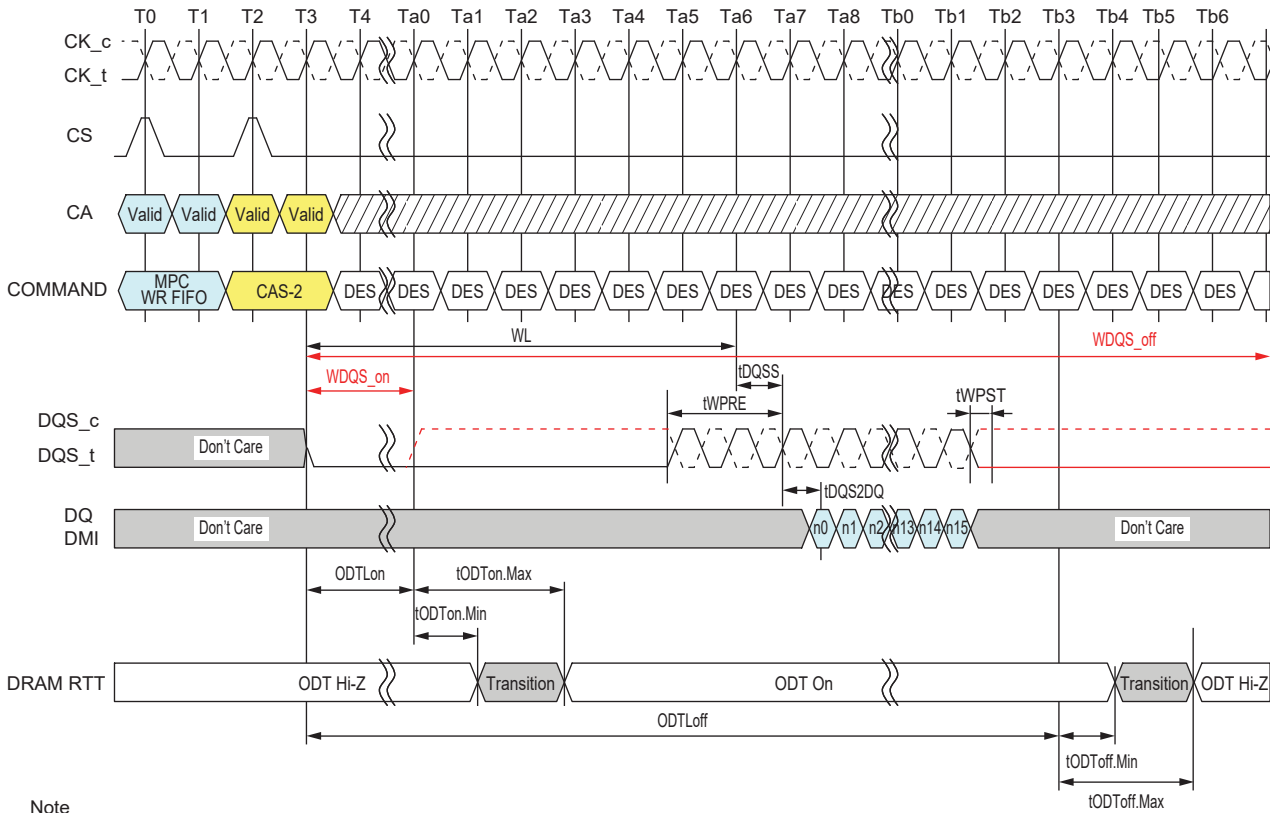 T0 T1 T2 T3 T4 Ta0 Ta1 Ta2 Ta3 Ta4 Ta5 Ta6 Ta7 Ta8 Tb0 Tb1 Tb2 Tb3 Tb4 Tb5 Tb6
CK_c
CK_t
CS
CA Valid Valid Valid Valid
COMMAND MPC WR FIFO CAS-2 DES DES DES DES DES DES DES DES DES DES DES DES DES DES DES DES DES
WL
WDQS_off
WDQS_on
tDQSS
tWPRE
tWPST
DQS_c
DQS_t
Don't Care
tDQS2DQ
DQ
DMI
Don't Care n0 n1 n2 n13 n14 n15 Don't Care
ODTLon
tODTon.Max
tODTon.Min
DRAM RTT ODT Hi-Z Transition ODT On Transition ODT Hi-Z
ODTLoff
tODToff.Min
tODToff.Max
Note